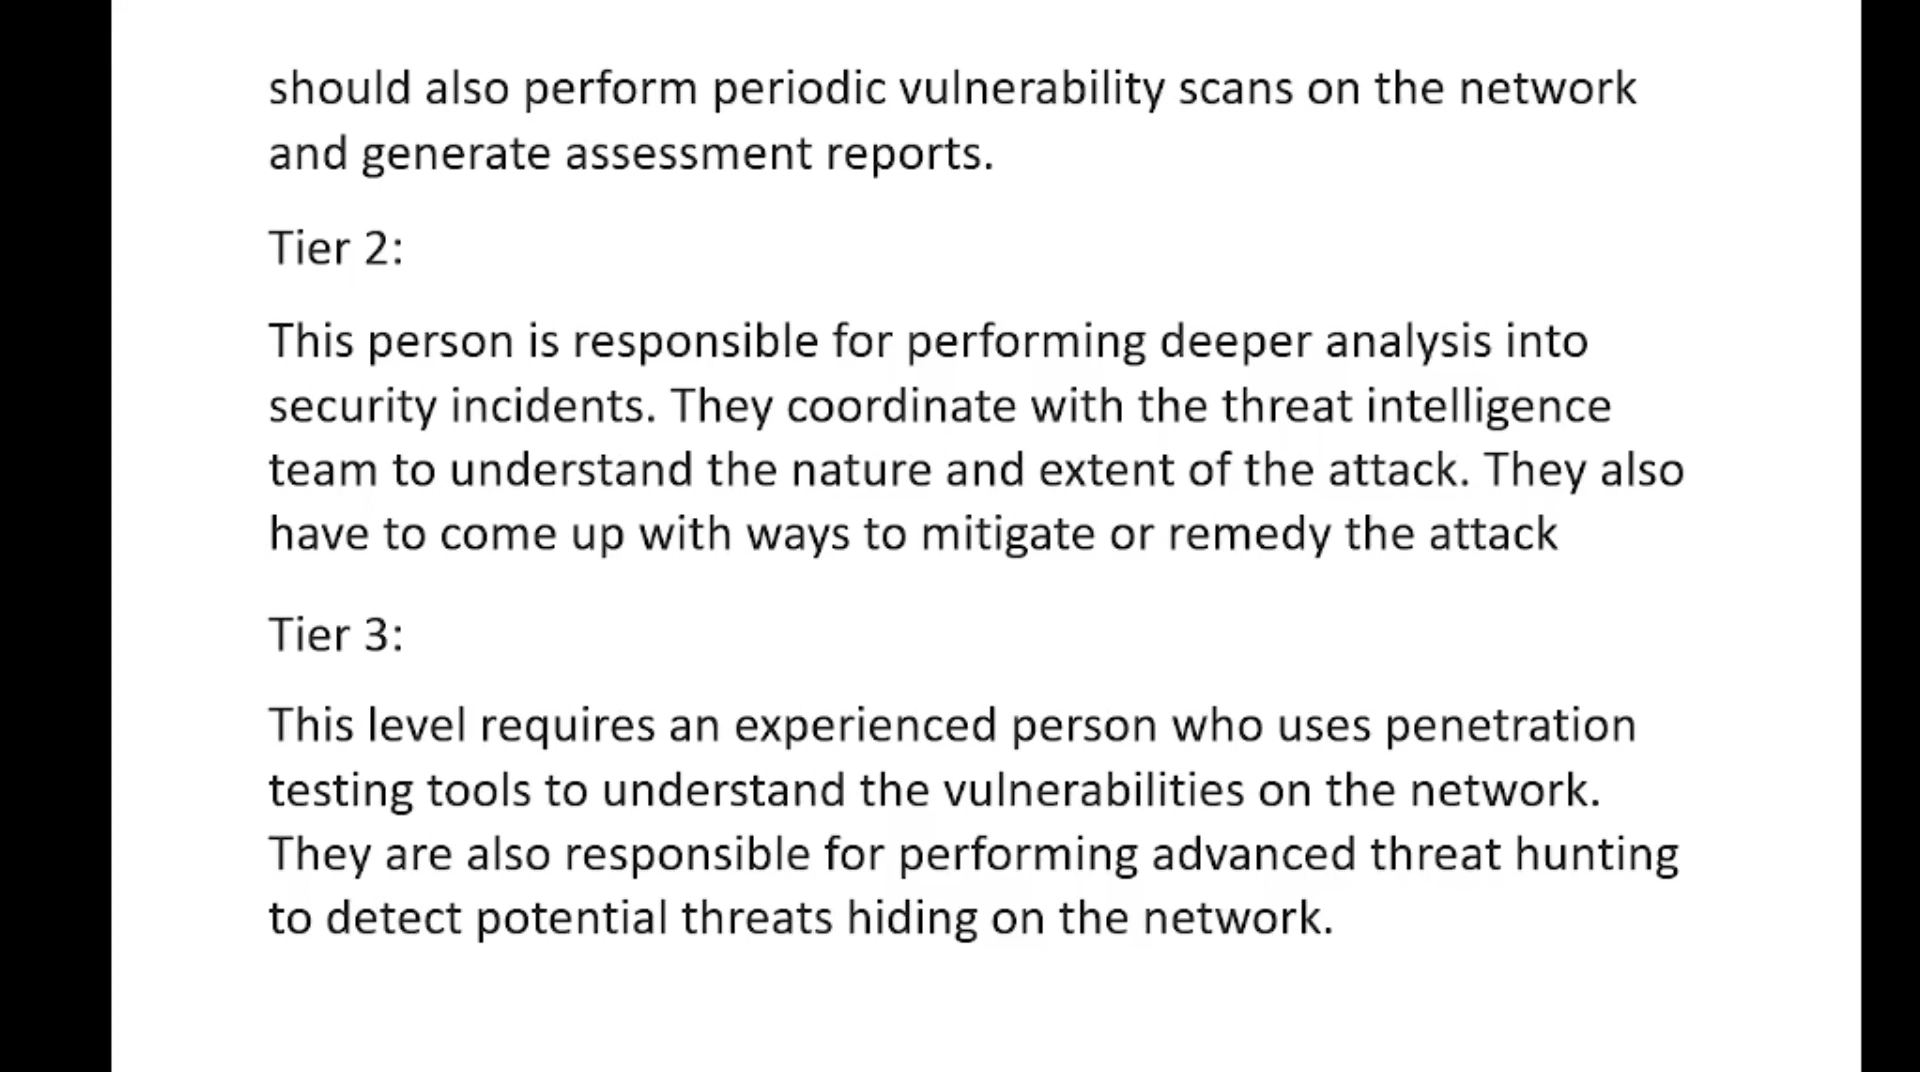 should also perform periodic vulnerability scans on the network
and generate assessment reports.
Tier 2:
This person is responsible for performing deeper analysis into
security incidents. They coordinate with the threat intelligence
team to understand the nature and extent of the attack. They also
have to come up with ways to mitigate or remedy the attack
Tier 3:
This level requires an experienced person who uses penetration
testing tools to understand the vulnerabilities on the network.
They are also responsible for performing advanced threat hunting
to detect potential threats hiding on the network.